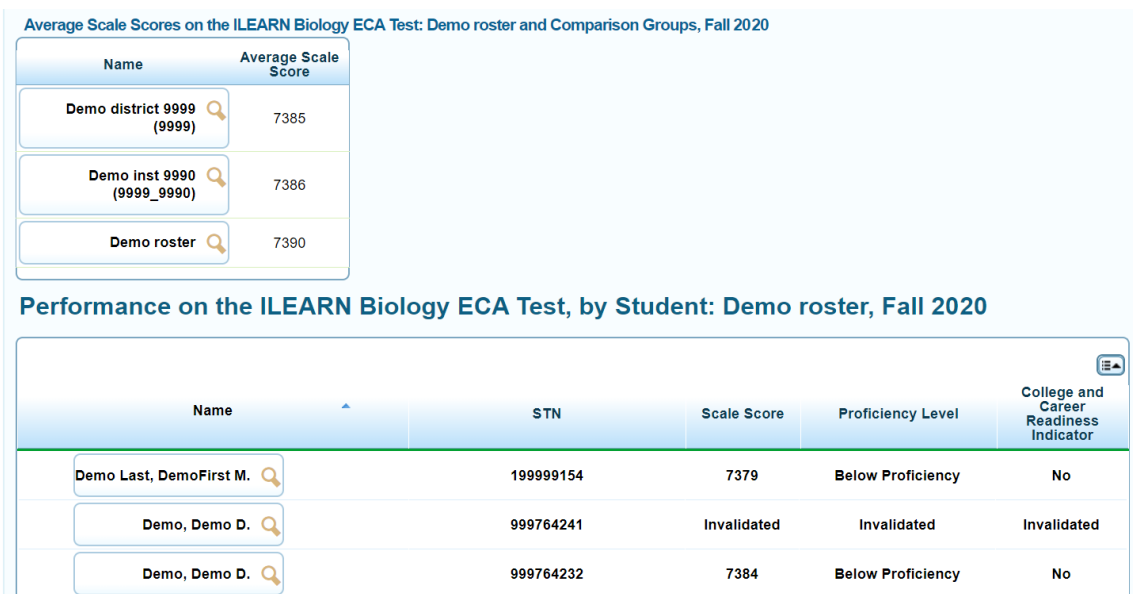 Average Scale Scores on the ILEARN Biology ECA Test: Demo roster and Comparison Groups, Fall 2020
Name
Average Scale
Score
Demo district 9999
(9999)
7385
Demo inst 9990
(9999_9990)
7386
Demo roster
7390
Performance on the ILEARN Biology ECA Test, by Student: Demo roster, Fall 2020
Name
STN
Scale Score
Proficiency Level
College and
Career
Readiness
Indicator
Demo Last, DemoFirst M.
199999154
7379
Below Proficiency
No
Demo, Demo D.
999764241
Invalidated
Invalidated
Invalidated
Demo, Demo D.
999764232
7384
Below Proficiency
No